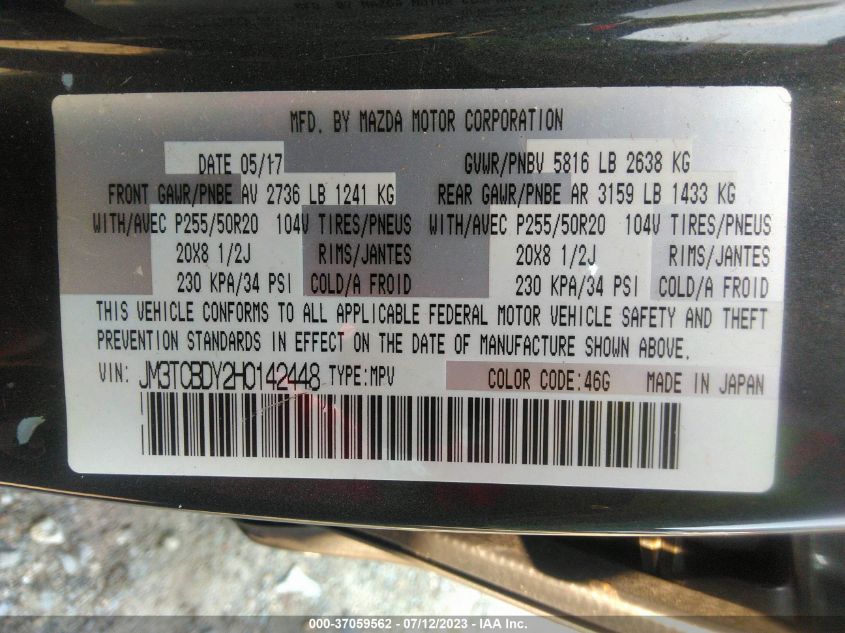 MFD. BY MAZDA MOTOR CORPORATION
DATE 05/17 GVWR/PNBV 5816 LB 2638 KG
FRONT GAWR/PNBE AV 2736 LB 1241 KG REAR GAWR/PNBE AR 3159 LB 1433 KG
WITH/AVEC P255/50R20 104V TIRES/PNEUS WITH/AVEC P255/50R20 104V TIRES/PNEUS
20X8 1/2J RIMS/JANTES 20X8 1/2J RIMS/JANTES
230 KPA/34 PSI COLD/A FROID 230 KPA/34 PSI COLD/A FROID
THIS VEHICLE CONFORMS TO ALL APPLICABLE FEDERAL MOTOR VEHICLE SAFETY AND THEFT
PREVENTION STANDARDS IN EFFECT ON THE DATE OF MANUFACTURE SHOWN ABOVE.
VIN: JM3TCBDY2H0142448 TYPE:MPV COLOR CODE:46G MADE IN JAPAN
000-37059562 - 07/12/2023 - IAA Inc.